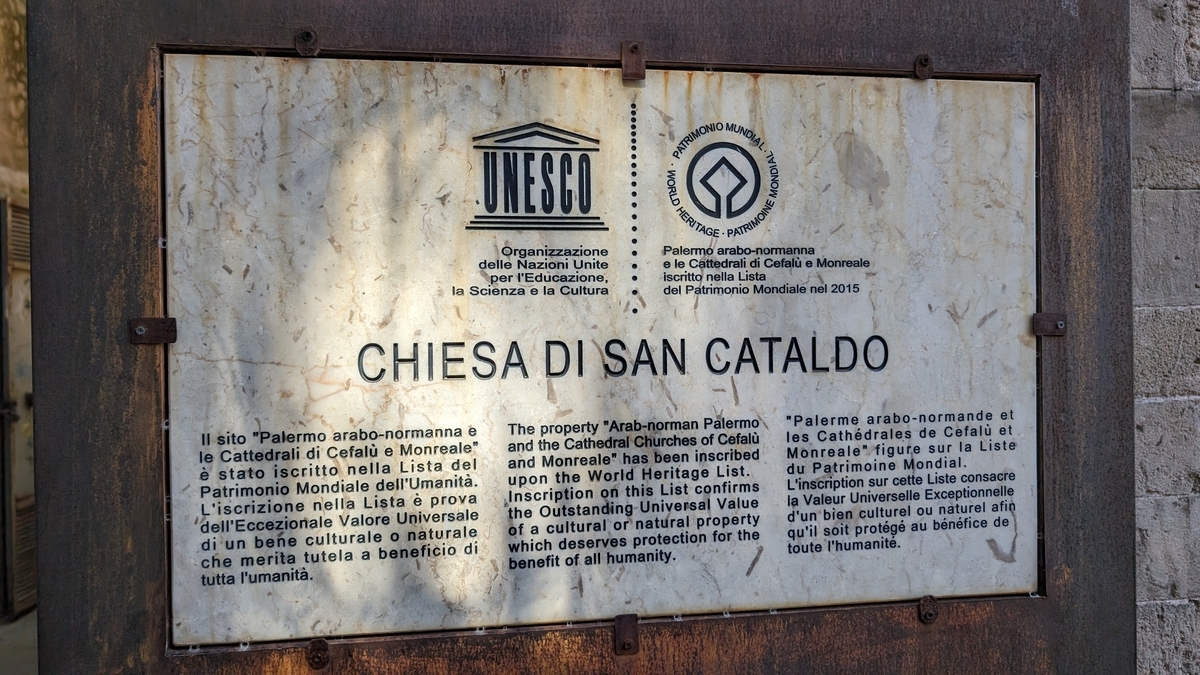 UNESCO
Organizzazione
delle Nazioni Unite
per l'Educazione,
la Scienza e la Cultura
PATRIMONIO MUNDIAL · WORLD HERITAGE · PATRIMOINE MONDIAL ·
Palermo arabo-normanna
e le Cattedrali di Cefalù e Monreale
iscritto nella Lista
del Patrimonio Mondiale nel 2015
CHIESA DI SAN CATALDO
Il sito "Palermo arabo-normanna e
le Cattedrali di Cefalù e Monreale"
è stato iscritto nella Lista del
Patrimonio Mondiale dell'Umanità.
L'iscrizione nella Lista è prova
dell'Eccezionale Valore Universale
di un bene culturale o naturale
che merita tutela a beneficio di
tutta l'umanità.
The property "Arab-norman Palermo
and the Cathedral Churches of Cefalù
and Monreale" has been inscribed
upon the World Heritage List.
Inscription on this List confirms
the Outstanding Universal Value
of a cultural or natural property
which deserves protection for the
benefit of all humanity.
"Palerme arabo-normande et
les Cathédrales de Cefalù et
Monreale" figure sur la Liste
du Patrimoine Mondial.
L'inscription sur cette Liste consacre
la Valeur Universelle Exceptionnelle
d'un bien culturel ou naturel afin
qu'il soit protégé au bénéfice de
toute l'humanité.